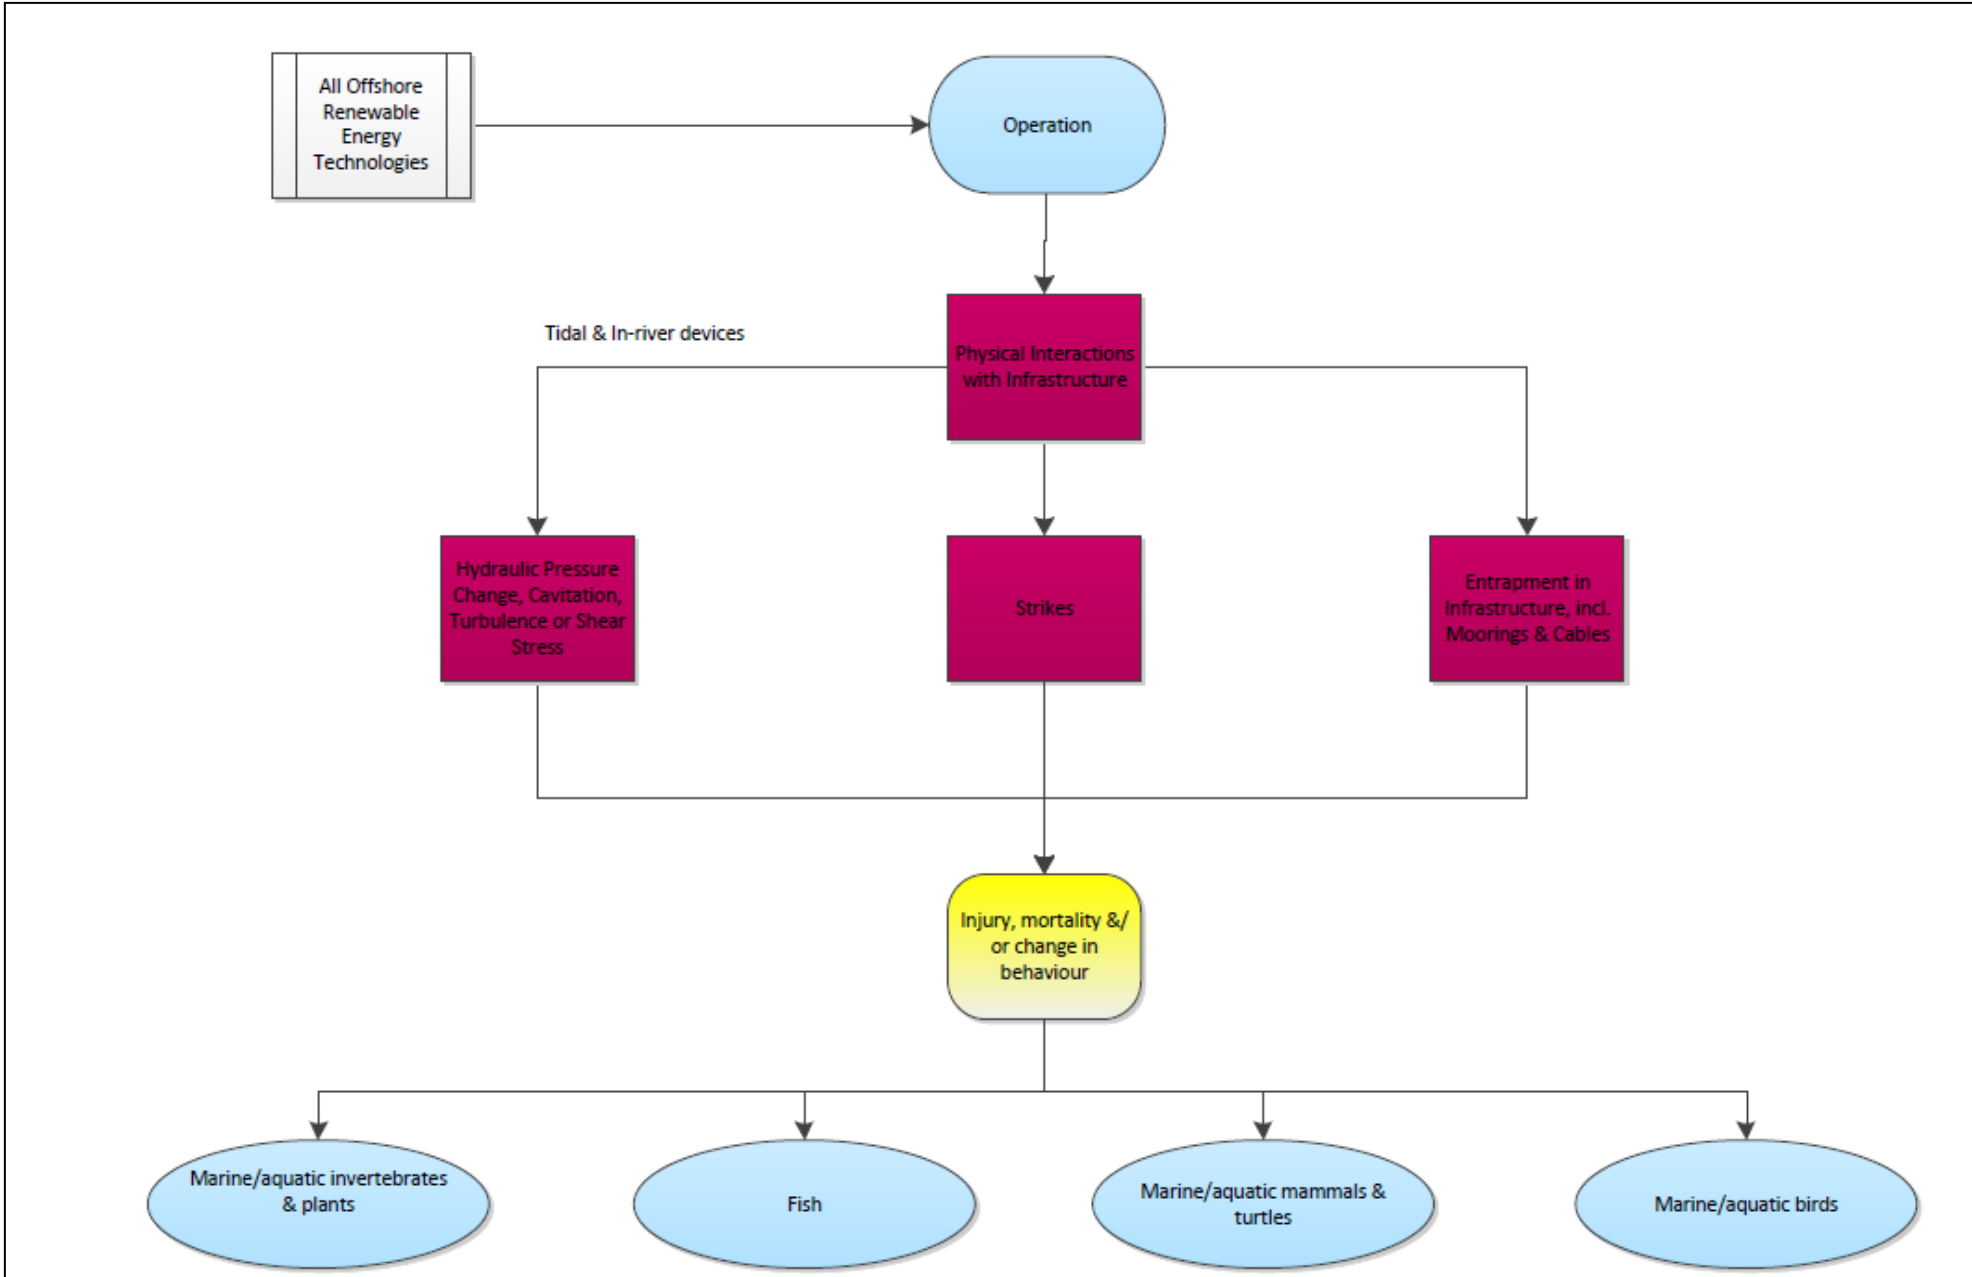 All Offshore
Renewable
Energy
Technologies
Operation
Tidal & In-river devices
Physical Interactions
with Infrastructure
Hydraulic Pressure
Change, Cavitation,
Turbulence or Shear
Stress
Strikes
Entrapment in
Infrastructure, incl.
Moorings & Cables
Injury, mortality &/
or change in
behaviour
Marine/aquatic invertebrates
& plants
Fish
Marine/aquatic mammals &
turtles
Marine/aquatic birds